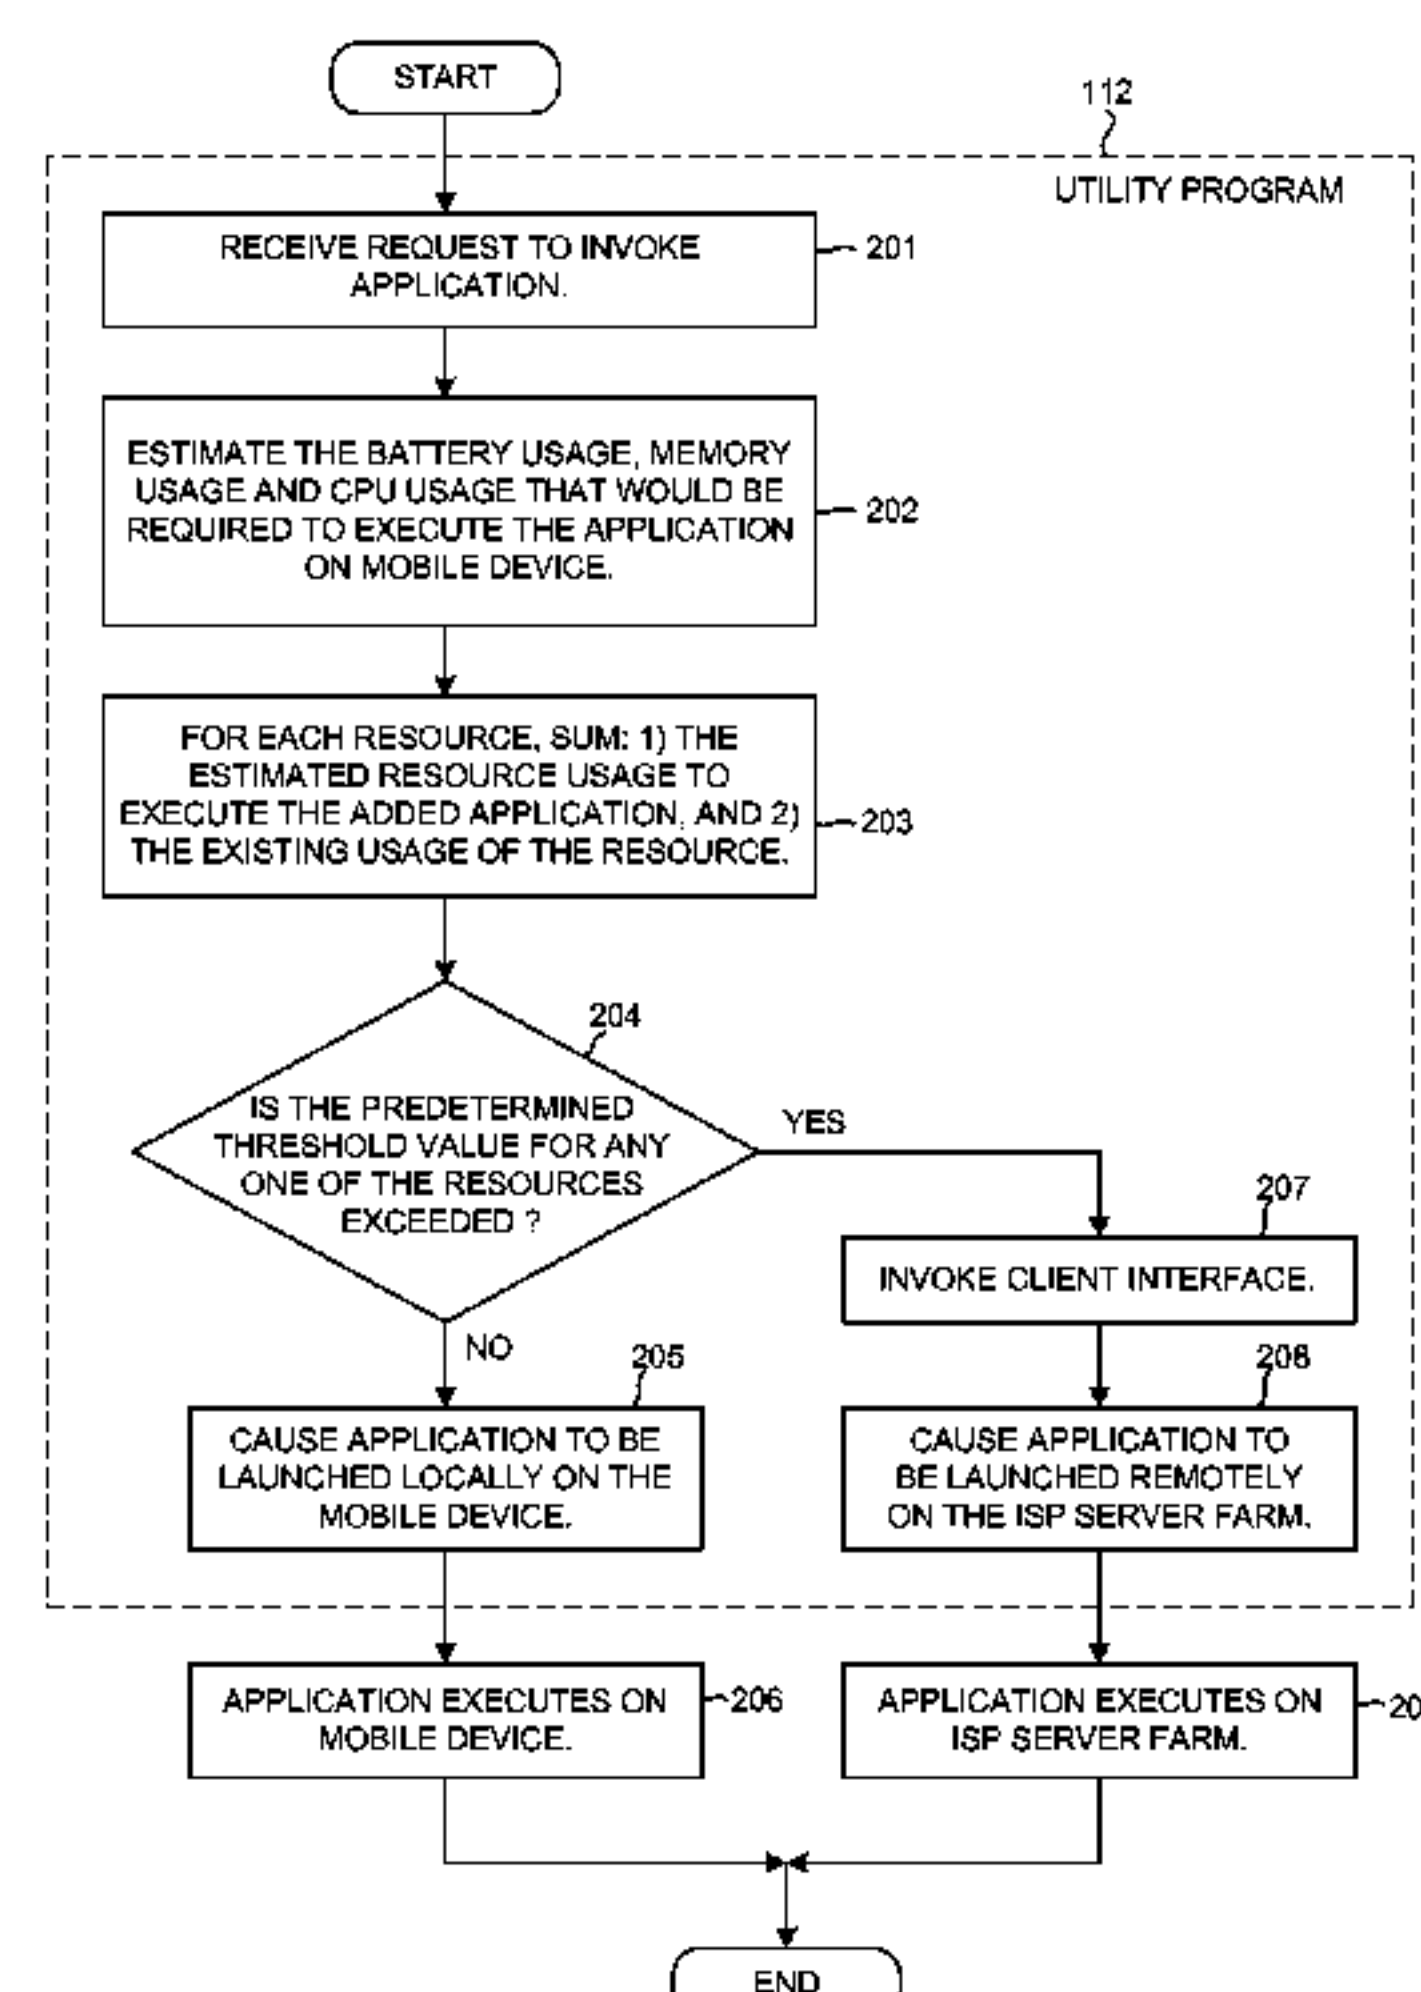 START
112
UTILITY PROGRAM
RECEIVE REQUEST TO INVOKE
APPLICATION.
201
ESTIMATE THE BATTERY USAGE, MEMORY
USAGE AND CPU USAGE THAT WOULD BE
REQUIRED TO EXECUTE THE APPLICATION
ON MOBILE DEVICE.
202
FOR EACH RESOURCE, SUM: 1) THE
ESTIMATED RESOURCE USAGE TO
EXECUTE THE ADDED APPLICATION, AND 2)
THE EXISTING USAGE OF THE RESOURCE.
203
204
IS THE PREDETERMINED
THRESHOLD VALUE FOR ANY
ONE OF THE RESOURCES
EXCEEDED ?
YES
207
INVOKE CLIENT INTERFACE.
NO
205
CAUSE APPLICATION TO BE
LAUNCHED LOCALLY ON THE
MOBILE DEVICE.
208
CAUSE APPLICATION TO
BE LAUNCHED REMOTELY
ON THE ISP SERVER FARM.
APPLICATION EXECUTES ON
MOBILE DEVICE.
206
APPLICATION EXECUTES ON
ISP SERVER FARM.
END